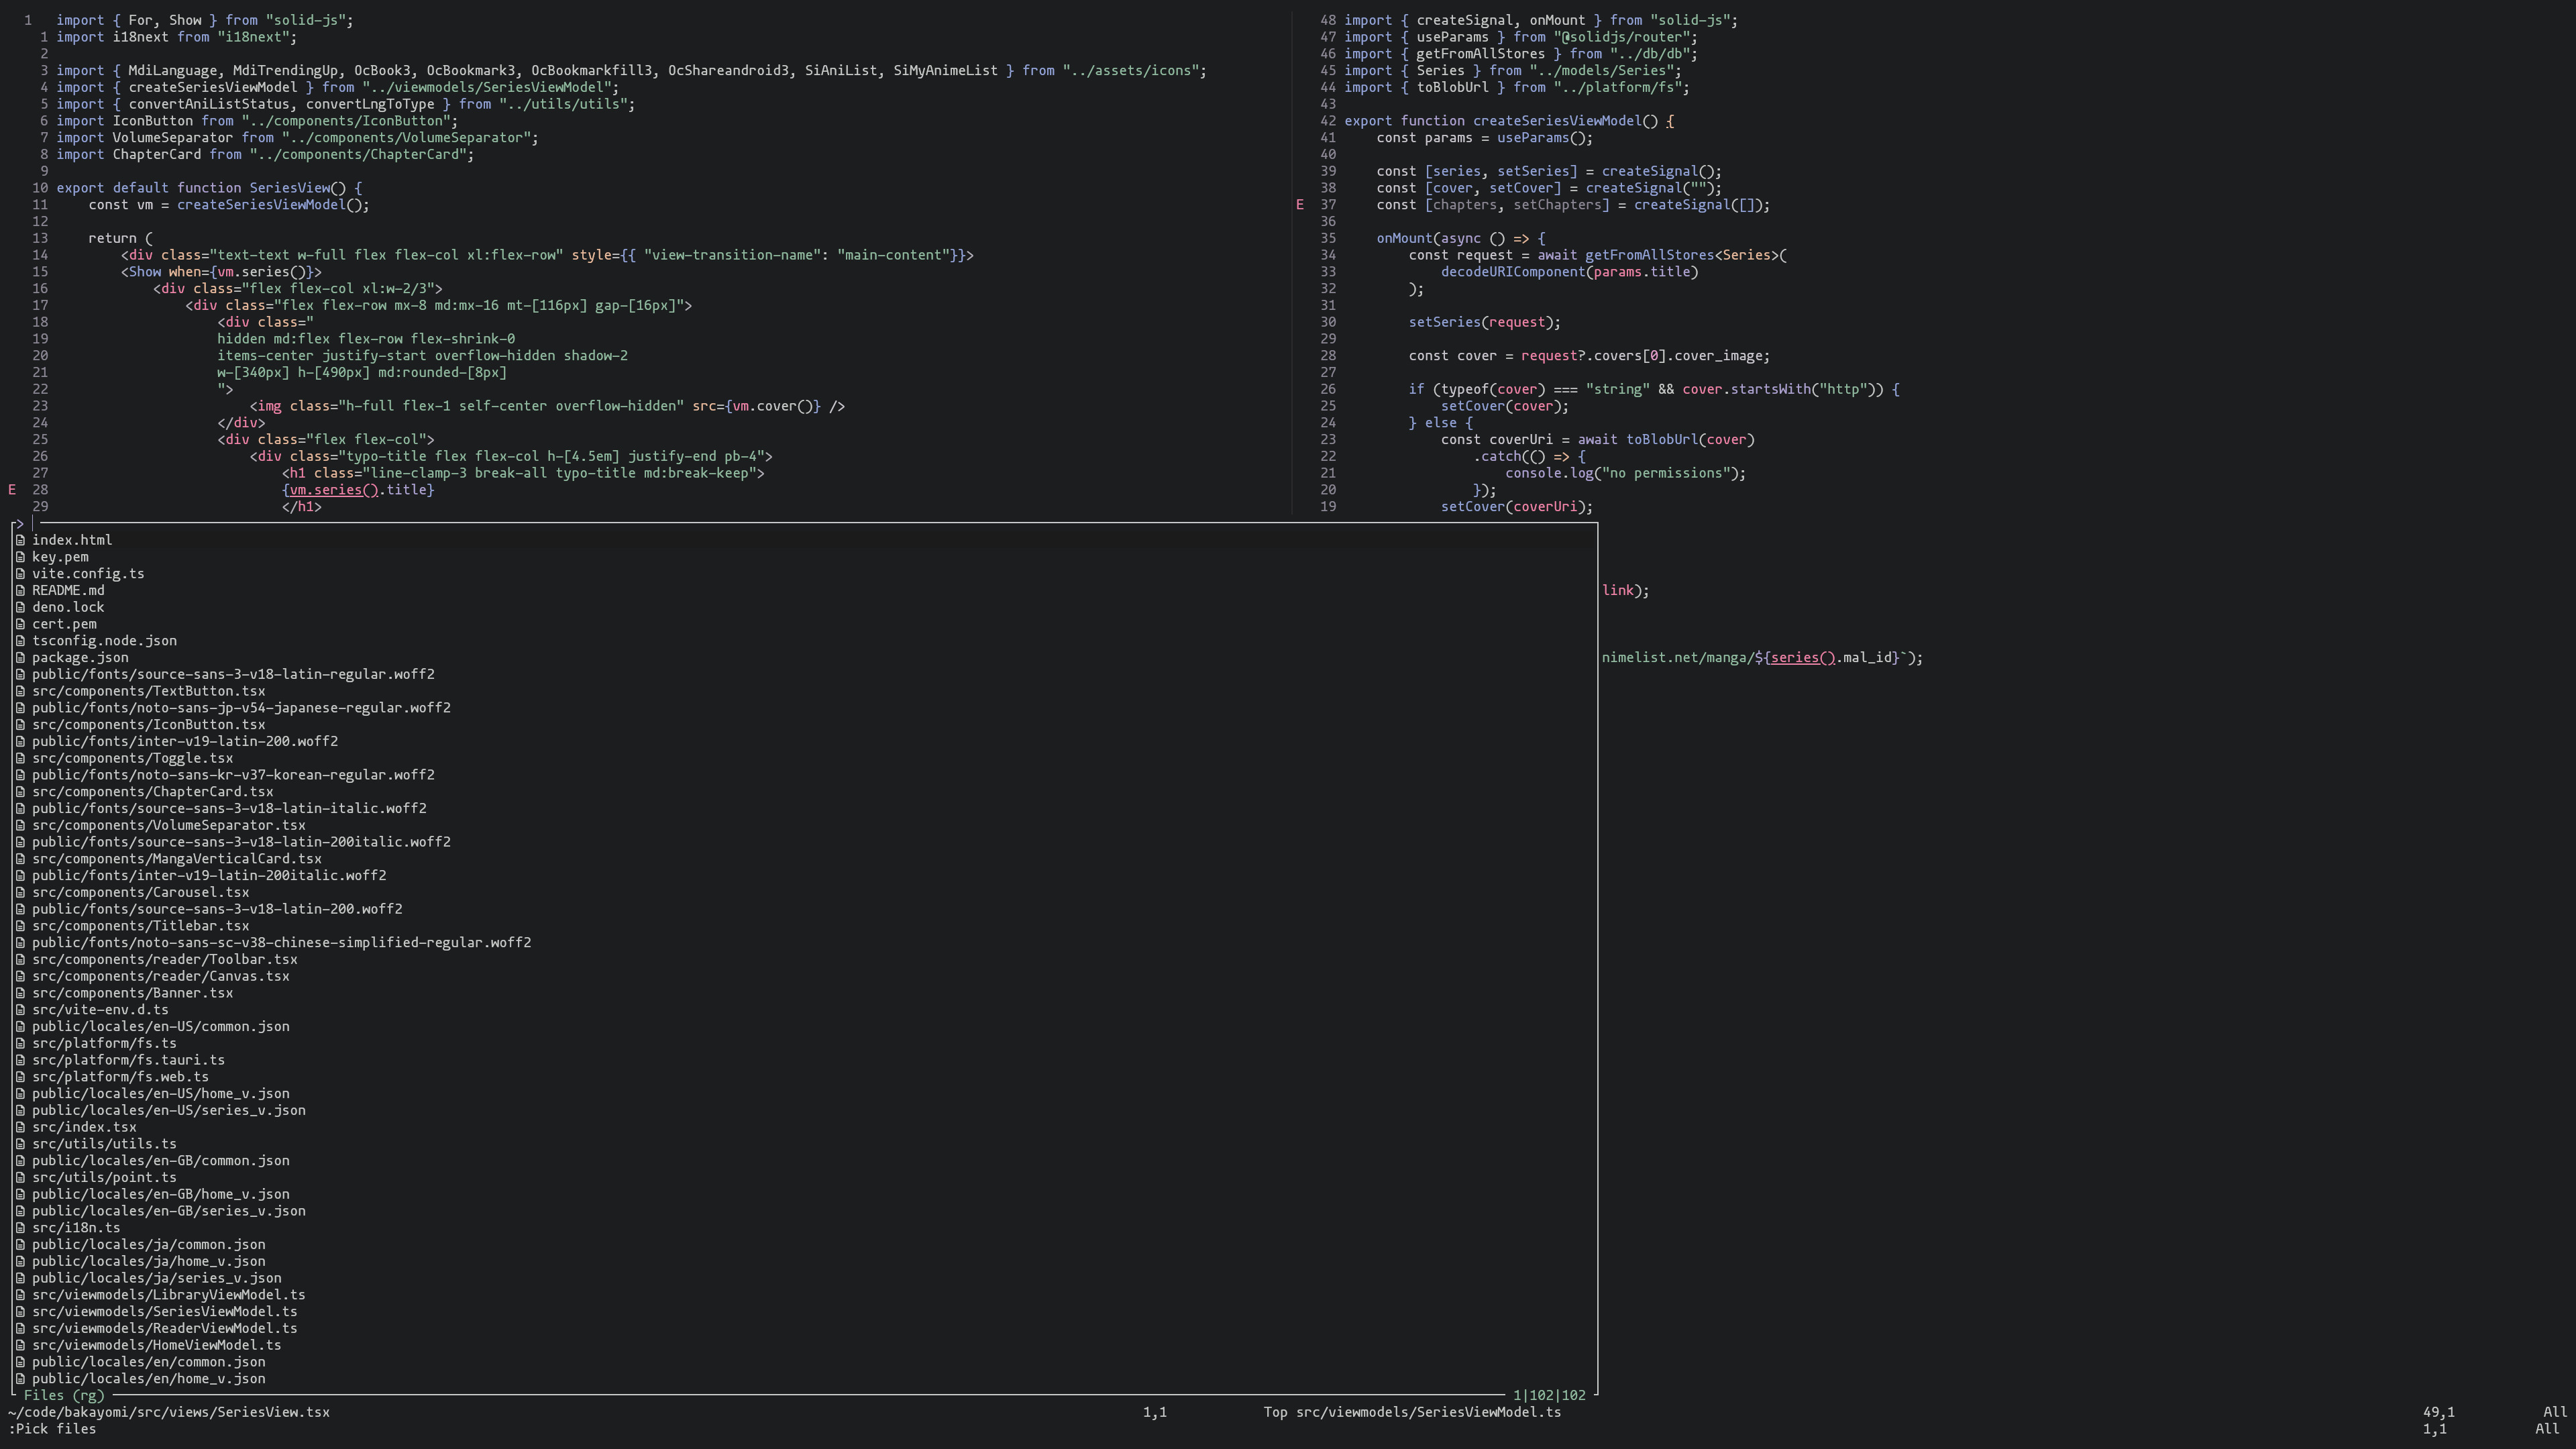 1   import { For, Show } from "solid-js";
1 import i18next from "i18next";
2
3 import { MdiLanguage, MdiTrendingUp, OcBook3, OcBookmark3, OcBookmarkfill3, OcShareandroid3, SiAniList, SiMyAnimeList } from "../assets/icons";
4 import { createSeriesViewModel } from "../viewmodels/SeriesViewModel";
5 import { convertAniListStatus, convertLngToType } from "../utils/utils";
6 import IconButton from "../components/IconButton";
7 import VolumeSeparator from "../components/VolumeSeparator";
8 import ChapterCard from "../components/ChapterCard";
9
10 export default function SeriesView() {
11     const vm = createSeriesViewModel();
12
13     return (
14         <div class="text-text w-full flex flex-col xl:flex-row" style={{ "view-transition-name": "main-content"}}>
15         <Show when={vm.series()}>
16             <div class="flex flex-col xl:w-2/3">
17                 <div class="flex flex-row mx-8 md:mx-16 mt-[116px] gap-[16px]">
18                     <div class="
19                     hidden md:flex flex-row flex-shrink-0
20                     items-center justify-start overflow-hidden shadow-2
21                     w-[340px] h-[490px] md:rounded-[8px]
22                     ">
23                         <img class="h-full flex-1 self-center overflow-hidden" src={vm.cover()} />
24                     </div>
25                     <div class="flex flex-col">
26                         <div class="typo-title flex flex-col h-[4.5em] justify-end pb-4">
27                             <h1 class="line-clamp-3 break-all typo-title md:break-keep">
E 28                             {vm.series().title}
29                             </h1>
48 import { createSignal, onMount } from "solid-js";
47 import { useParams } from "@solidjs/router";
46 import { getFromAllStores } from "../db/db";
45 import { Series } from "../models/Series";
44 import { toBlobUrl } from "../platform/fs";
43
42 export function createSeriesViewModel() {
41     const params = useParams();
40
39     const [series, setSeries] = createSignal();
38     const [cover, setCover] = createSignal("");
E 37     const [chapters, setChapters] = createSignal([]);
36
35     onMount(async () => {
34         const request = await getFromAllStores<Series>(
33             decodeURIComponent(params.title)
32         );
31
30         setSeries(request);
29
28         const cover = request?.covers[0].cover_image;
27
26         if (typeof(cover) === "string" && cover.startsWith("http")) {
25             setCover(cover);
24         } else {
23             const coverUri = await toBlobUrl(cover)
22                 .catch(() => {
21                     console.log("no permissions");
20                 });
19             setCover(coverUri);
link);
nimelist.net/manga/${series().mal_id}`);
>
index.html
key.pem
vite.config.ts
README.md
deno.lock
cert.pem
tsconfig.node.json
package.json
public/fonts/source-sans-3-v18-latin-regular.woff2
src/components/TextButton.tsx
public/fonts/noto-sans-jp-v54-japanese-regular.woff2
src/components/IconButton.tsx
public/fonts/inter-v19-latin-200.woff2
src/components/Toggle.tsx
public/fonts/noto-sans-kr-v37-korean-regular.woff2
src/components/ChapterCard.tsx
public/fonts/source-sans-3-v18-latin-italic.woff2
src/components/VolumeSeparator.tsx
public/fonts/source-sans-3-v18-latin-200italic.woff2
src/components/MangaVerticalCard.tsx
public/fonts/inter-v19-latin-200italic.woff2
src/components/Carousel.tsx
public/fonts/source-sans-3-v18-latin-200.woff2
src/components/Titlebar.tsx
public/fonts/noto-sans-sc-v38-chinese-simplified-regular.woff2
src/components/reader/Toolbar.tsx
src/components/reader/Canvas.tsx
src/components/Banner.tsx
src/vite-env.d.ts
public/locales/en-US/common.json
src/platform/fs.ts
src/platform/fs.tauri.ts
src/platform/fs.web.ts
public/locales/en-US/home_v.json
public/locales/en-US/series_v.json
src/index.tsx
src/utils/utils.ts
public/locales/en-GB/common.json
src/utils/point.ts
public/locales/en-GB/home_v.json
public/locales/en-GB/series_v.json
src/i18n.ts
public/locales/ja/common.json
public/locales/ja/home_v.json
public/locales/ja/series_v.json
src/viewmodels/LibraryViewModel.ts
src/viewmodels/SeriesViewModel.ts
src/viewmodels/ReaderViewModel.ts
src/viewmodels/HomeViewModel.ts
public/locales/en/common.json
public/locales/en/home_v.json
Files (rg) 1|102|102
~/code/bakayomi/src/views/SeriesView.tsx 1,1 Top src/viewmodels/SeriesViewModel.ts 49,1 All
:Pick files 1,1 All